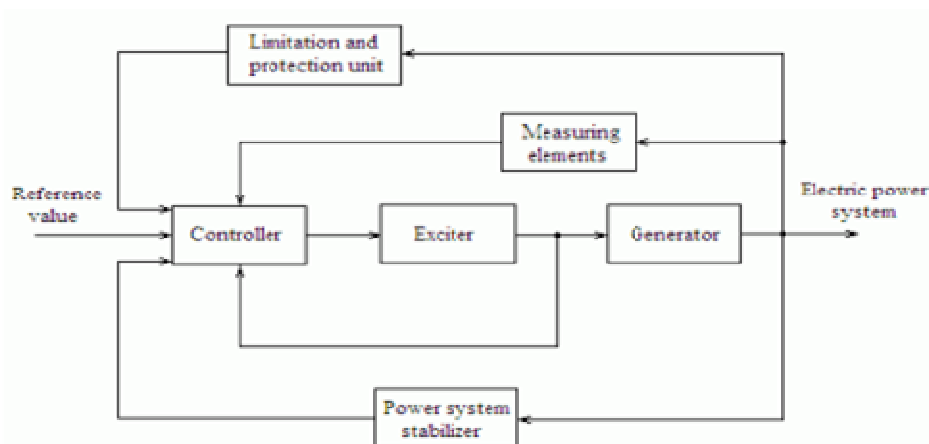 Limitation and
protection unit
Measuring
elements
Reference
value
Electric power
system
Controller
Exciter
Generator
Power system
stabilizer